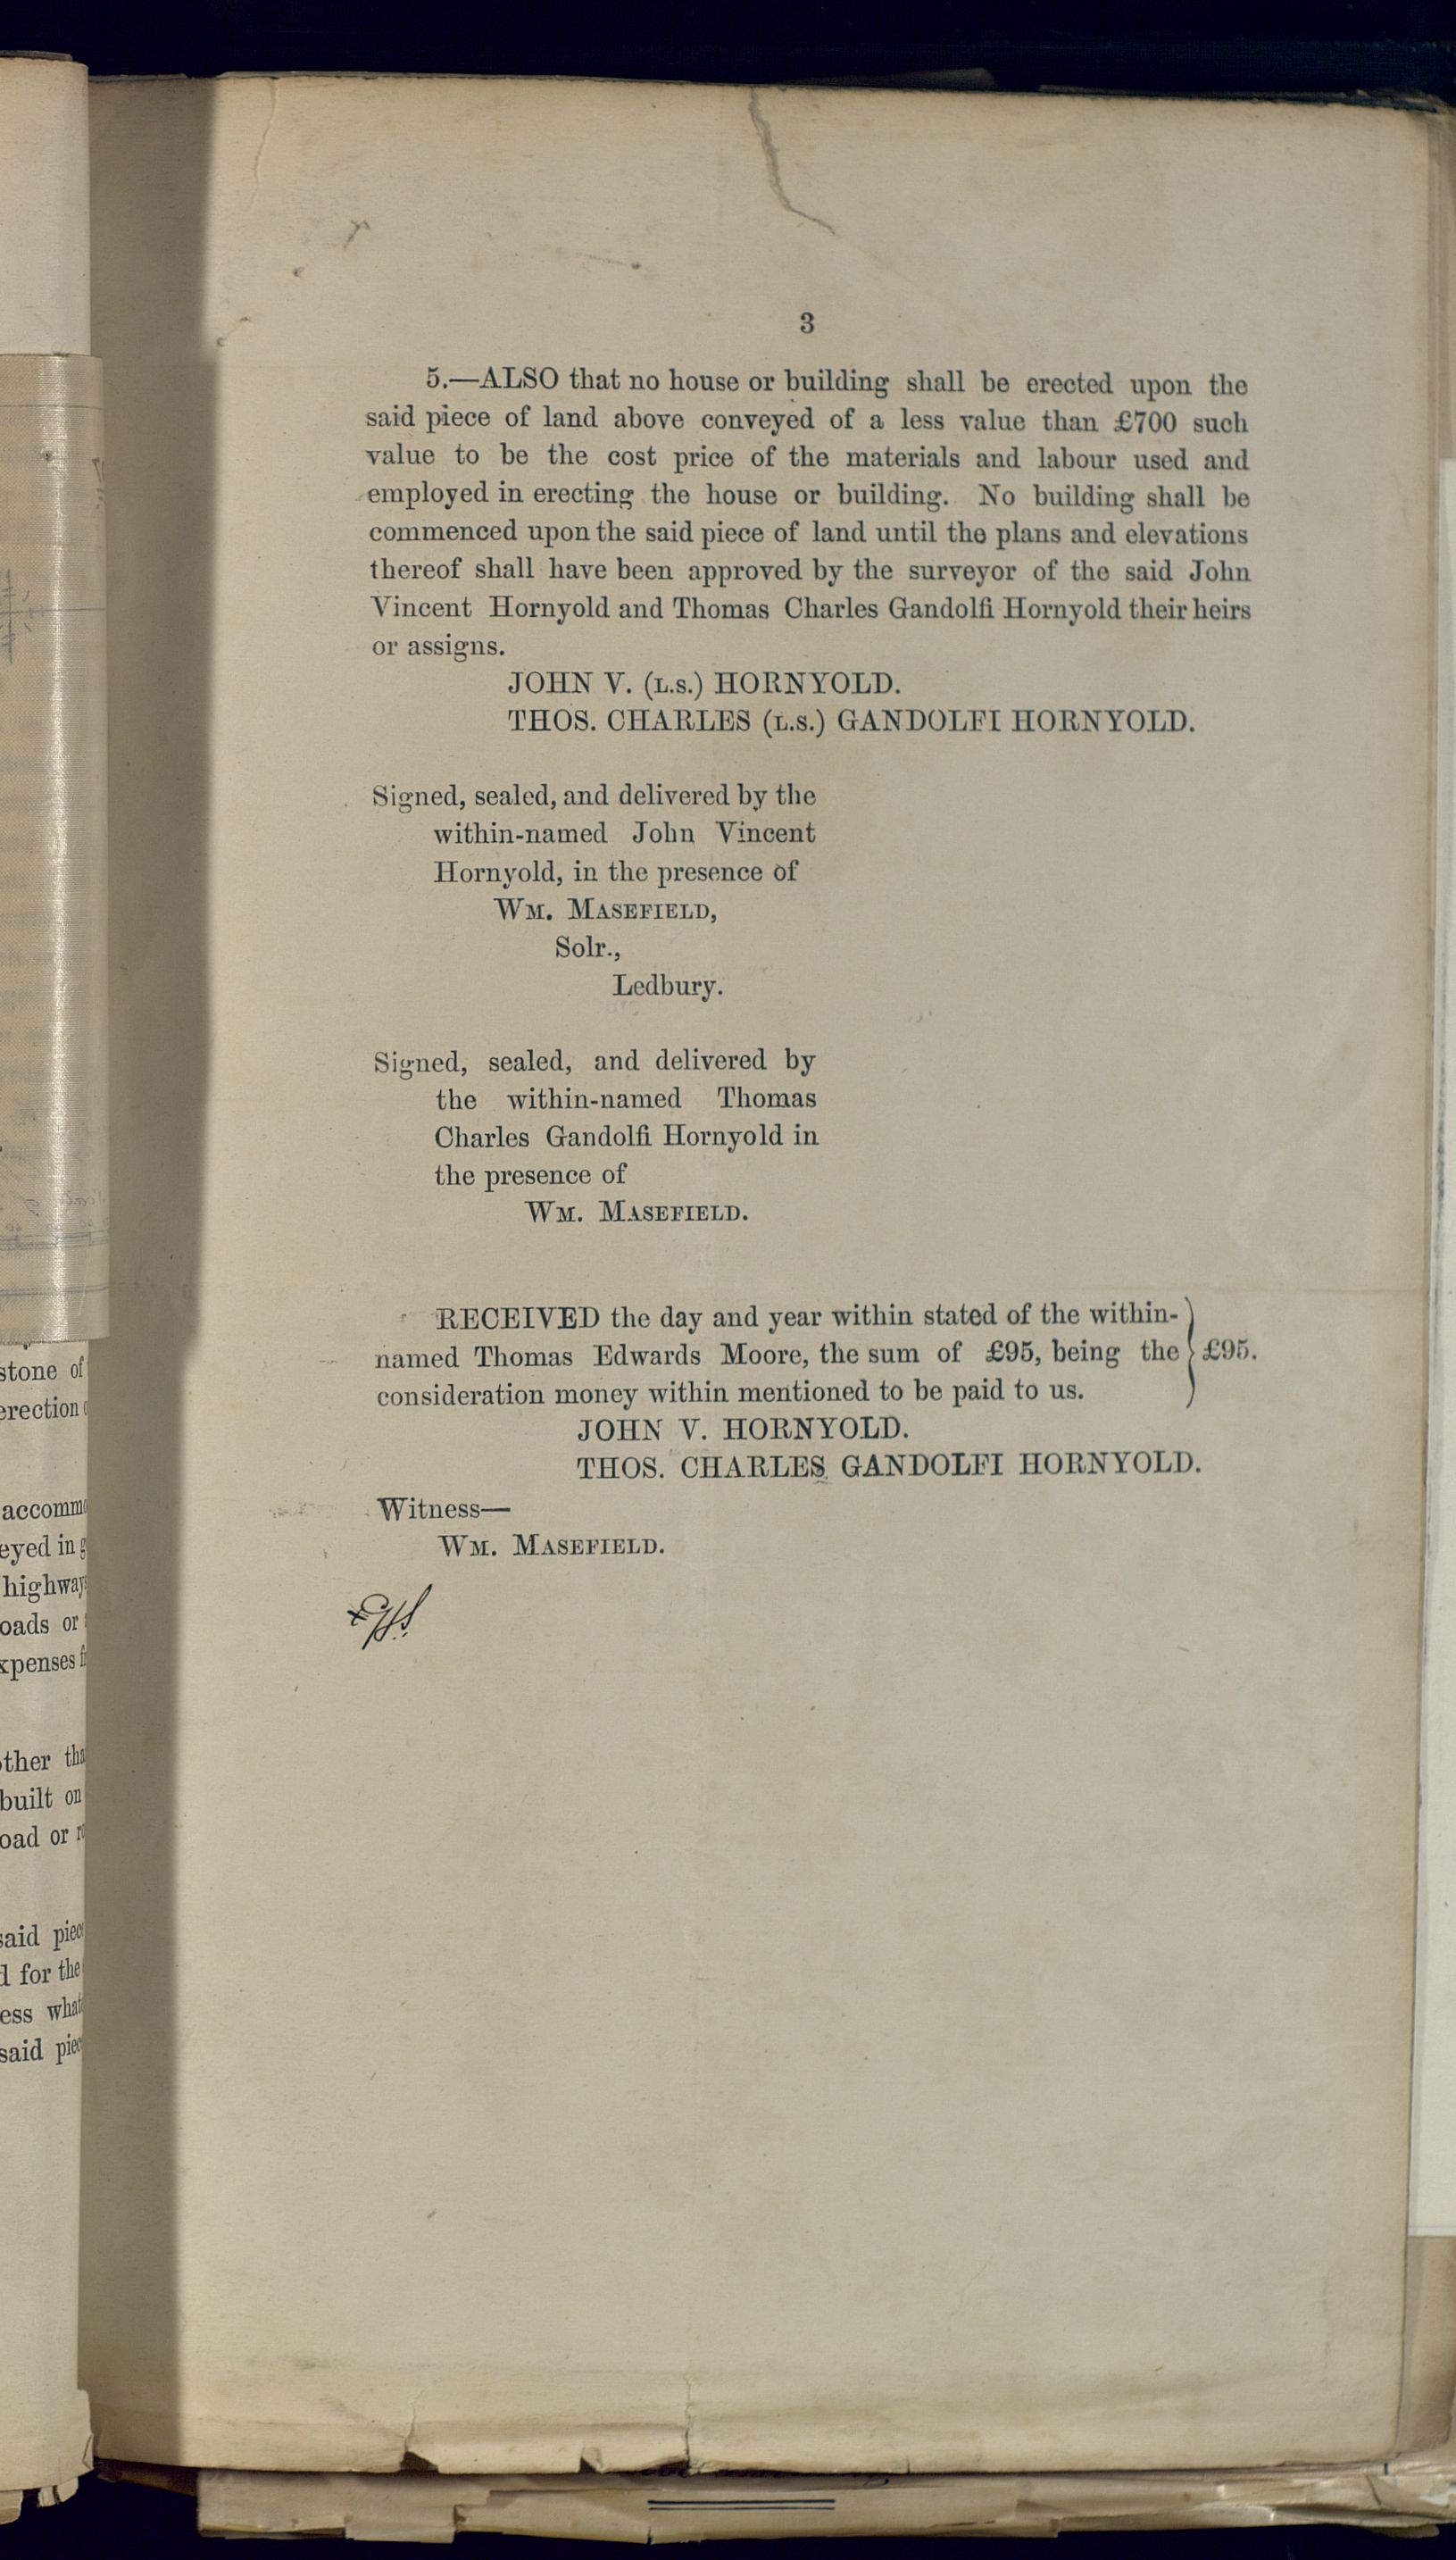 3
5.—ALSO that no house or building shall be erected upon the
said piece of land above conveyed of a less value than £700 such
value to be the cost price of the materials and labour used and
employed in erecting the house or building. No building shall be
commenced upon the said piece of land until the plans and elevations
thereof shall have been approved by the surveyor of the said John
Vincent Hornyold and Thomas Charles Gandolfi Hornyold their heirs
or assigns.
JOHN V. (L.S.) HORNYOLD.
THOS. CHARLES (L.S.) GANDOLFI HORNYOLD.
Signed, sealed, and delivered by the
within-named John Vincent
Hornyold, in the presence of
WM. MASEFIELD,
Solr.,
Ledbury.
Signed, sealed, and delivered by
the within-named Thomas
Charles Gandolfi Hornyold in
the presence of
WM. MASEFIELD.
RECEIVED the day and year within stated of the within-
named Thomas Edwards Moore, the sum of £95, being the £95.
consideration money within mentioned to be paid to us.
JOHN V. HORNYOLD.
THOS. CHARLES GANDOLFI HORNYOLD.
Witness—
WM. MASEFIELD.
stone of
erection
highway
oads or
xpenses
other
built on
oad or
said
for the
ess
said